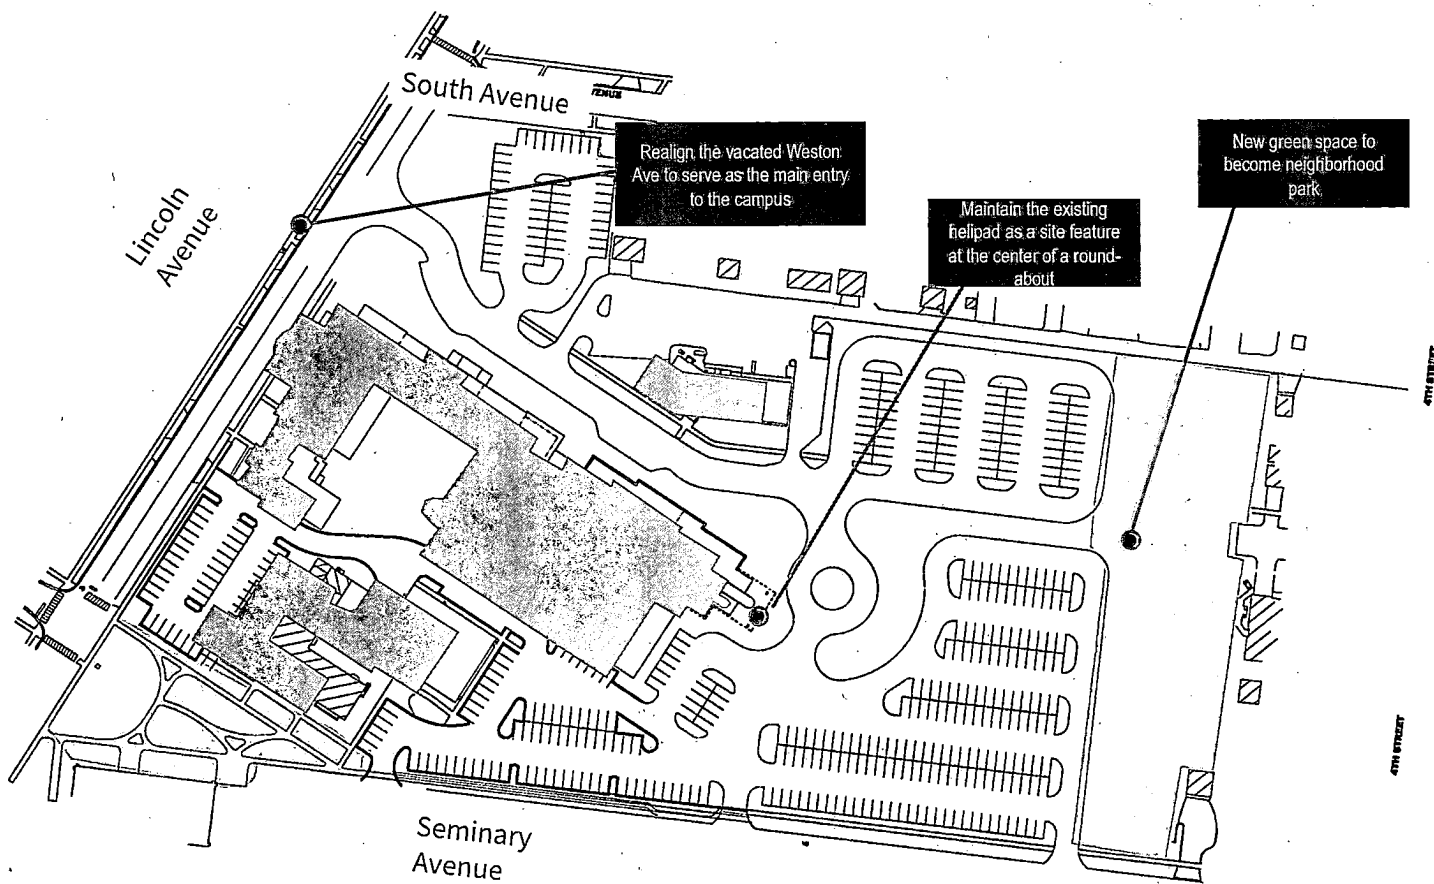 South Avenue
Realign the vacated Weston
Ave to serve as the main entry
to the campus
New green space to
become neighborhood
park
Maintain the existing
helipad as a site feature
at the center of a round-
about
Lincoln
Avenue
4TH STREET
4TH STREET
Seminary
Avenue